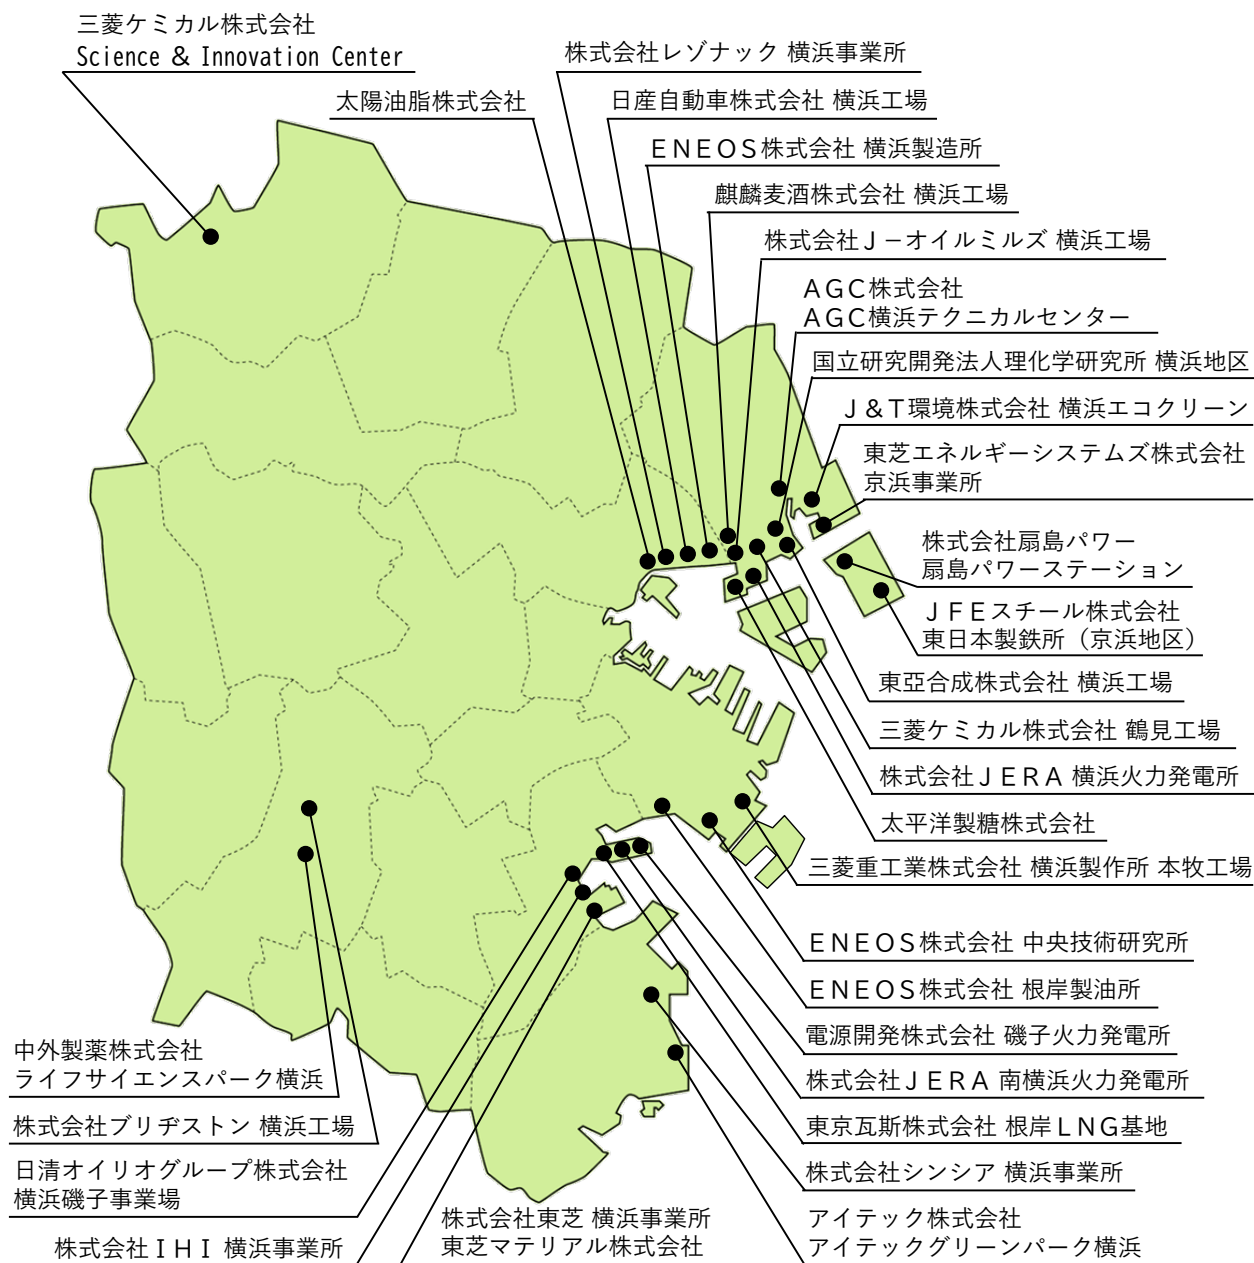 三菱ケミカル株式会社
Science & Innovation Center
株式会社レゾナック 横浜事業所
太陽油脂株式会社
日産自動車株式会社 横浜工場
ＥＮＥＯＳ株式会社 横浜製造所
麒麟麦酒株式会社 横浜工場
株式会社Ｊ－オイルミルズ 横浜工場
ＡＧＣ株式会社
ＡＧＣ横浜テクニカルセンター
国立研究開発法人理化学研究所 横浜地区
Ｊ＆Ｔ環境株式会社 横浜エコクリーン
東芝エネルギーシステムズ株式会社
京浜事業所
株式会社扇島パワー
扇島パワーステーション
ＪＦＥスチール株式会社
東日本製鉄所（京浜地区）
東亞合成株式会社 横浜工場
三菱ケミカル株式会社 鶴見工場
株式会社ＪＥＲＡ 横浜火力発電所
太平洋製糖株式会社
三菱重工業株式会社 横浜製作所 本牧工場
ＥＮＥＯＳ株式会社 中央技術研究所
ＥＮＥＯＳ株式会社 根岸製油所
電源開発株式会社 磯子火力発電所
株式会社ＪＥＲＡ 南横浜火力発電所
東京瓦斯株式会社 根岸ＬＮＧ基地
株式会社シンシア 横浜事業所
アイテック株式会社
アイテックグリーンパーク横浜
中外製薬株式会社
ライフサイエンスパーク横浜
株式会社ブリヂストン 横浜工場
日清オイリオグループ株式会社
横浜磯子事業場
株式会社ＩＨＩ 横浜事業所
株式会社東芝 横浜事業所
東芝マテリアル株式会社